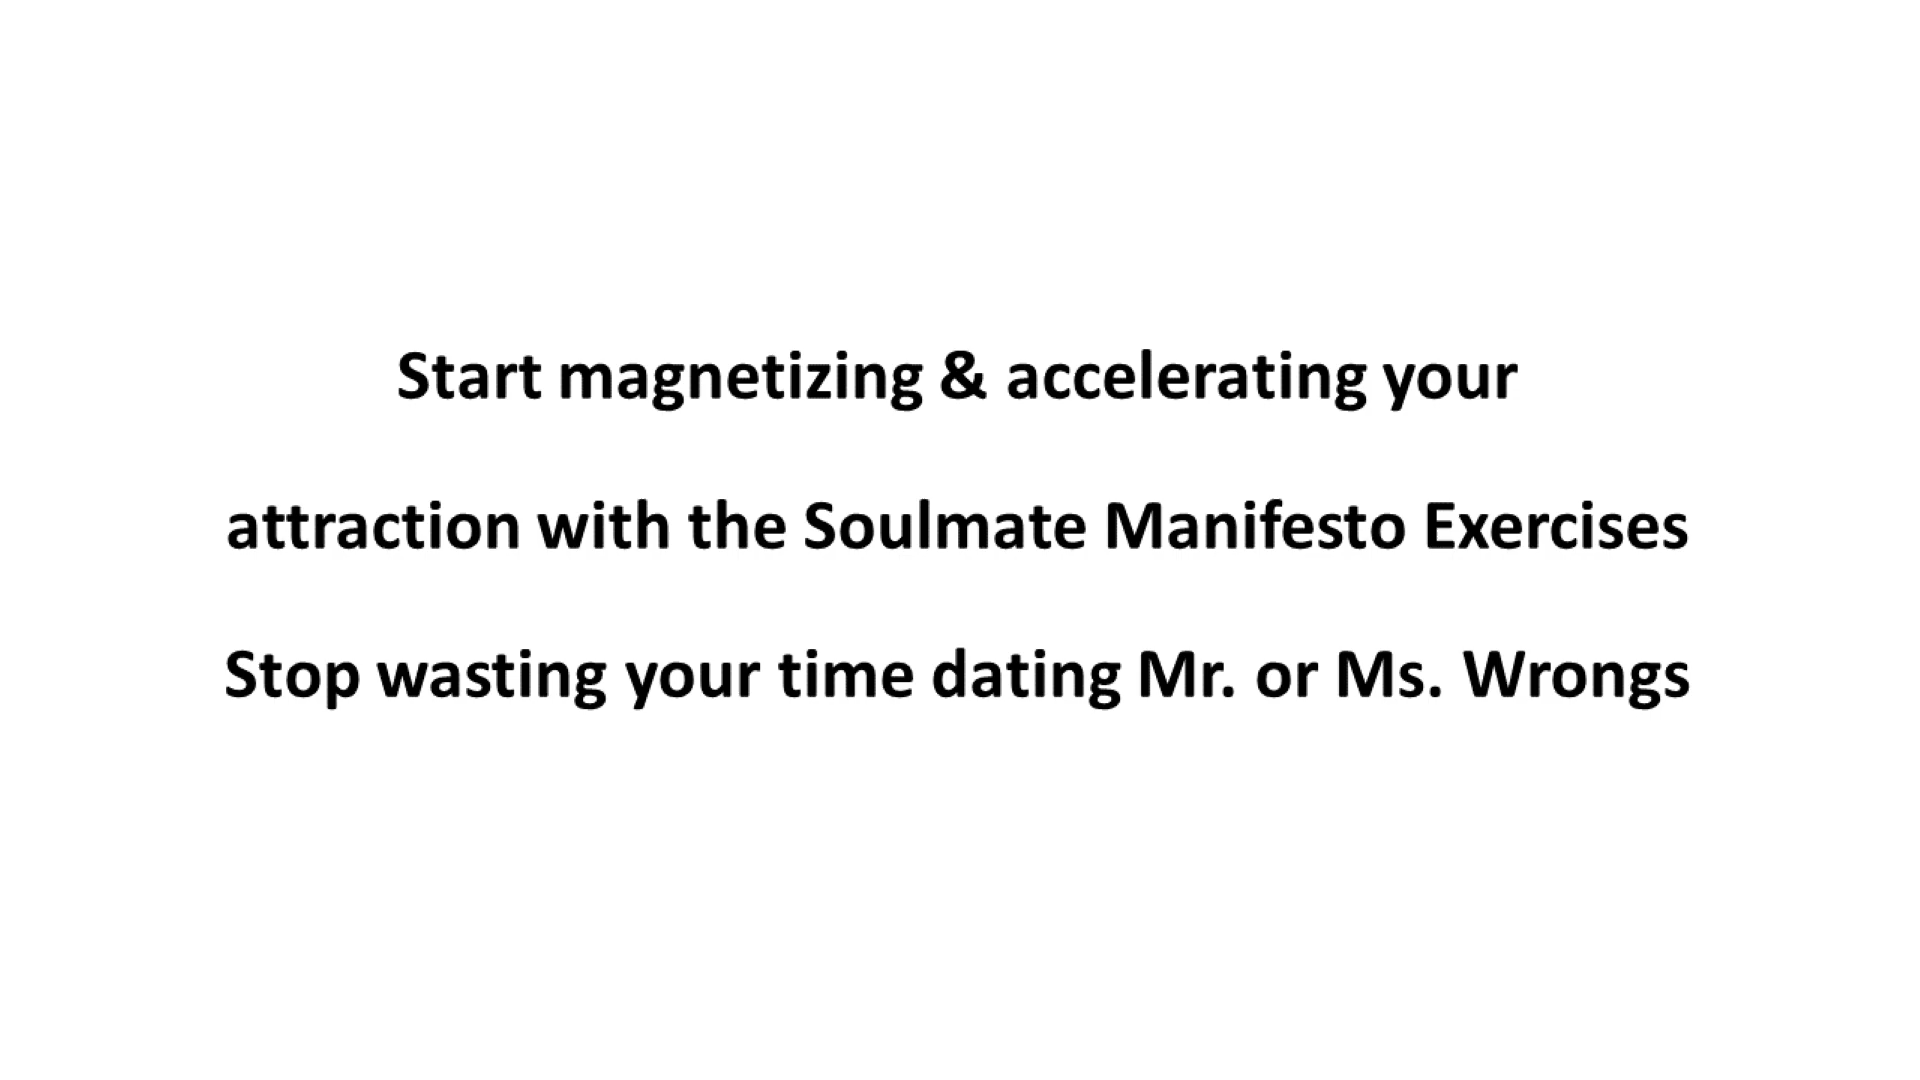 Start magnetizing & accelerating your
attraction with the Soulmate Manifesto Exercises
Stop wasting your time dating Mr. or Ms. Wrongs